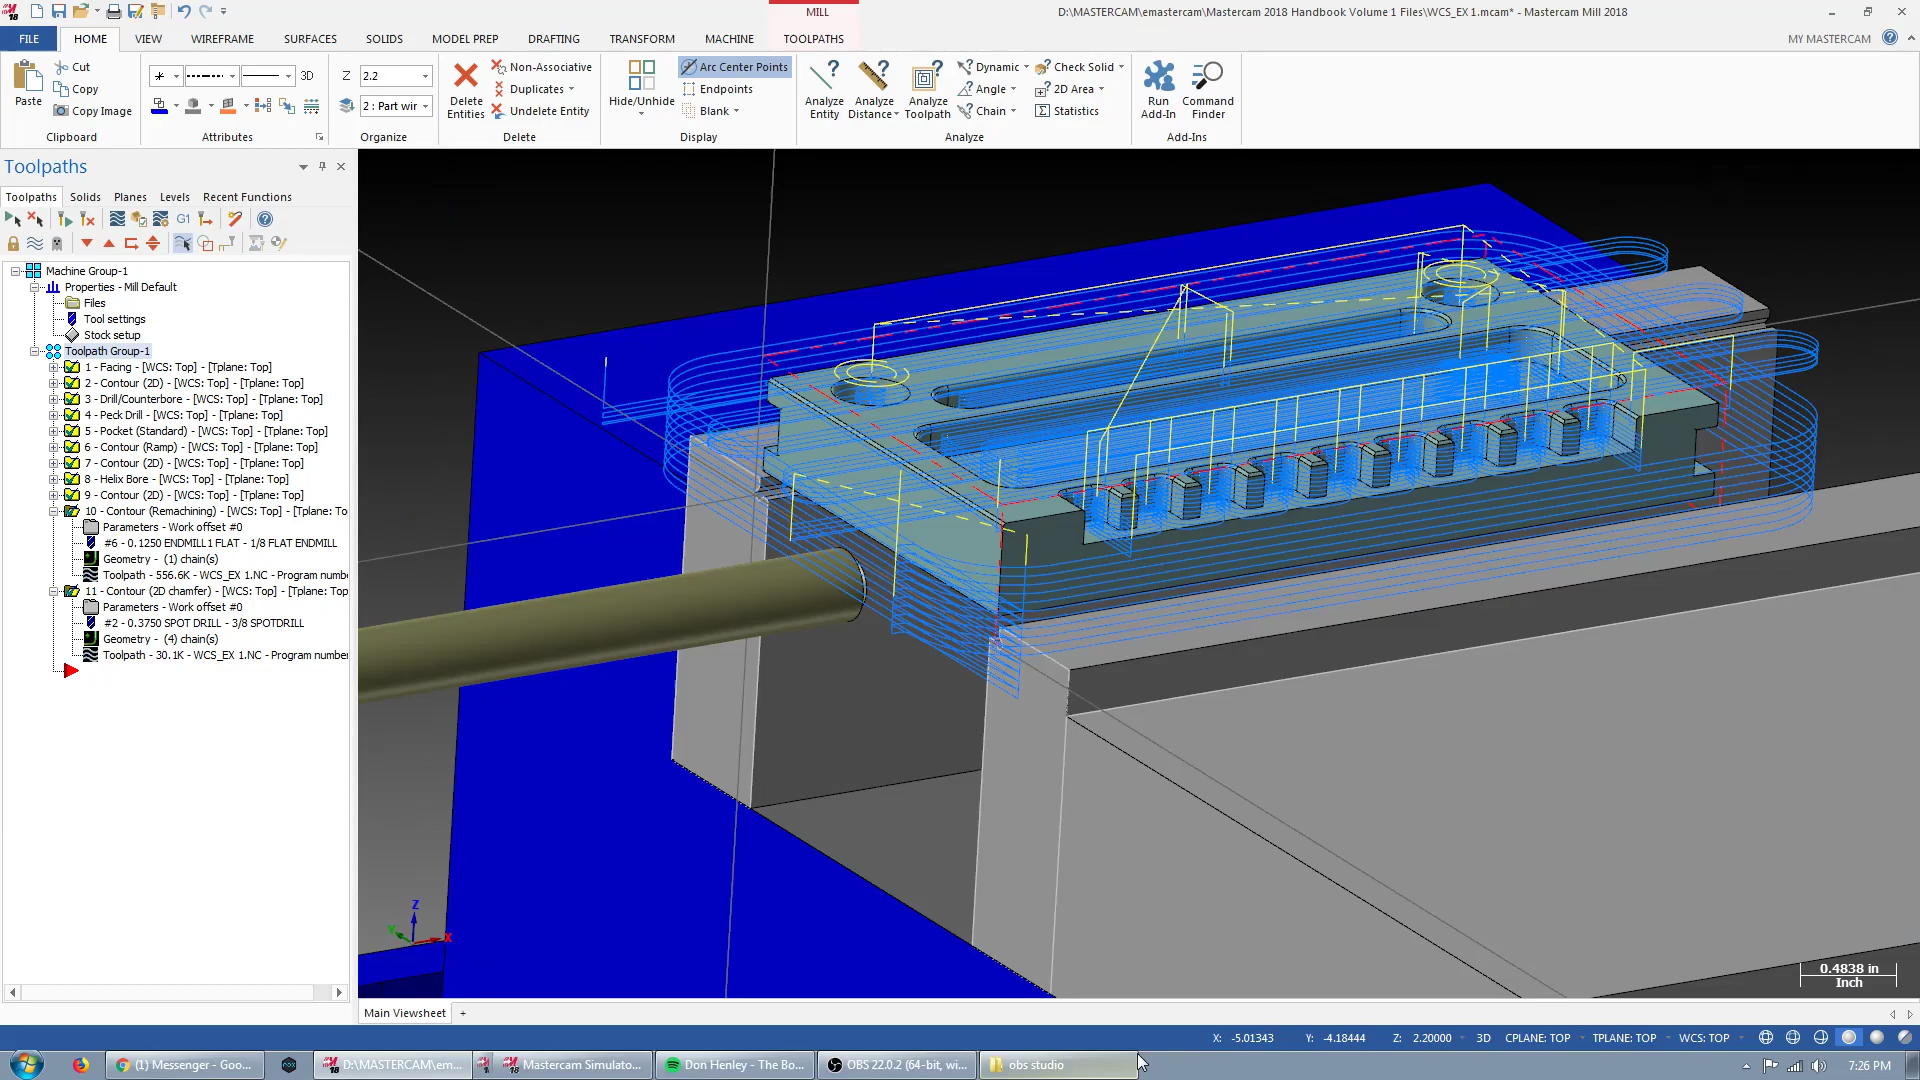 D:\MASTERCAM\emastercam\Mastercam 2018 Handbook Volume 1 Files\WCS_EX 1.mcam* - Mastercam Mill 2018
MILL
FILE HOME VIEW WIREFRAME SURFACES SOLIDS MODEL PREP DRAFTING TRANSFORM MACHINE TOOLPATHS MY MASTERCAM
Paste
Cut
Copy
Copy Image
Clipboard
3D
Attributes
Z 2.2
2 : Part wir
Organize
Delete Entities
Non-Associative
Duplicates
Undelete Entity
Delete
Hide/Unhide
Arc Center Points
Endpoints
Blank
Display
Analyze Entity
Analyze Distance
Analyze Toolpath
Dynamic
Angle
Chain
Check Solid
2D Area
Statistics
Analyze
Run Add-In
Command Finder
Add-Ins
Toolpaths
Toolpaths Solids Planes Levels Recent Functions
G1
Machine Group-1
Properties - Mill Default
Files
Tool settings
Stock setup
Toolpath Group-1
1 - Facing - [WCS: Top] - [Tplane: Top]
2 - Contour (2D) - [WCS: Top] - [Tplane: Top]
3 - Drill/Counterbore - [WCS: Top] - [Tplane: Top]
4 - Peck Drill - [WCS: Top] - [Tplane: Top]
5 - Pocket (Standard) - [WCS: Top] - [Tplane: Top]
6 - Contour (Ramp) - [WCS: Top] - [Tplane: Top]
7 - Contour (2D) - [WCS: Top] - [Tplane: Top]
8 - Helix Bore - [WCS: Top] - [Tplane: Top]
9 - Contour (2D) - [WCS: Top] - [Tplane: Top]
10 - Contour (Remachining) - [WCS: Top] - [Tplane: To
Parameters - Work offset #0
#6 - 0.1250 ENDMILL1 FLAT - 1/8 FLAT ENDMILL
Geometry - (1) chain(s)
Toolpath - 556.6K - WCS_EX 1.NC - Program numbe
11 - Contour (2D chamfer) - [WCS: Top] - [Tplane: Top
Parameters - Work offset #0
#2 - 0.3750 SPOT DRILL - 3/8 SPOTDRILL
Geometry - (4) chain(s)
Toolpath - 30.1K - WCS_EX 1.NC - Program number
Z
Y
X
0.4838 in
Inch
Main Viewsheet +
X: -5.01343 Y: -4.18444 Z: 2.20000 3D CPLANE: TOP TPLANE: TOP WCS: TOP
(1) Messenger - Goo... D:\MASTERCAM\em... Mastercam Simulato... Don Henley - The Bo... OBS 22.0.2 (64-bit, wi... obs studio 7:26 PM